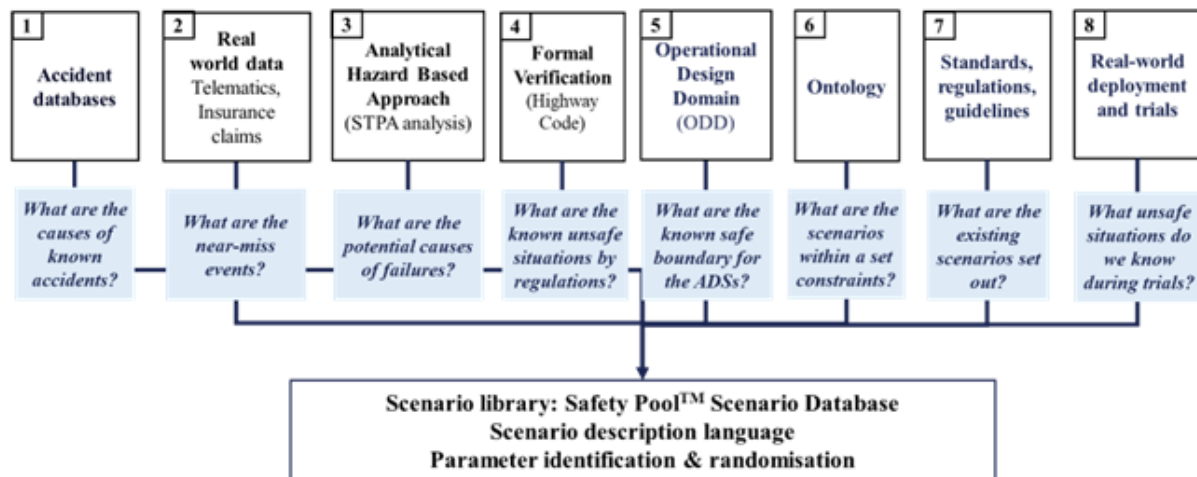 1
Accident
databases
2
Real
world data
Telematics,
Insurance
claims
3
Analytical
Hazard Based
Approach
(STPA analysis)
4
Formal
Verification
(Highway
Code)
5
Operational
Design
Domain
(ODD)
6
Ontology
7
Standards,
regulations,
guidelines
8
Real-world
deployment
and trials
What are the
causes of
known
accidents?
What are the
near-miss
events?
What are the
potential causes
of failures?
What are the
known unsafe
situations by
regulations?
What are the
known safe
boundary for
the ADSs?
What are the
scenarios
within a set
constraints?
What are the
existing
scenarios set
out?
What unsafe
situations do
we know
during trials?
Scenario library: Safety Pool™ Scenario Database
Scenario description language
Parameter identification & randomisation